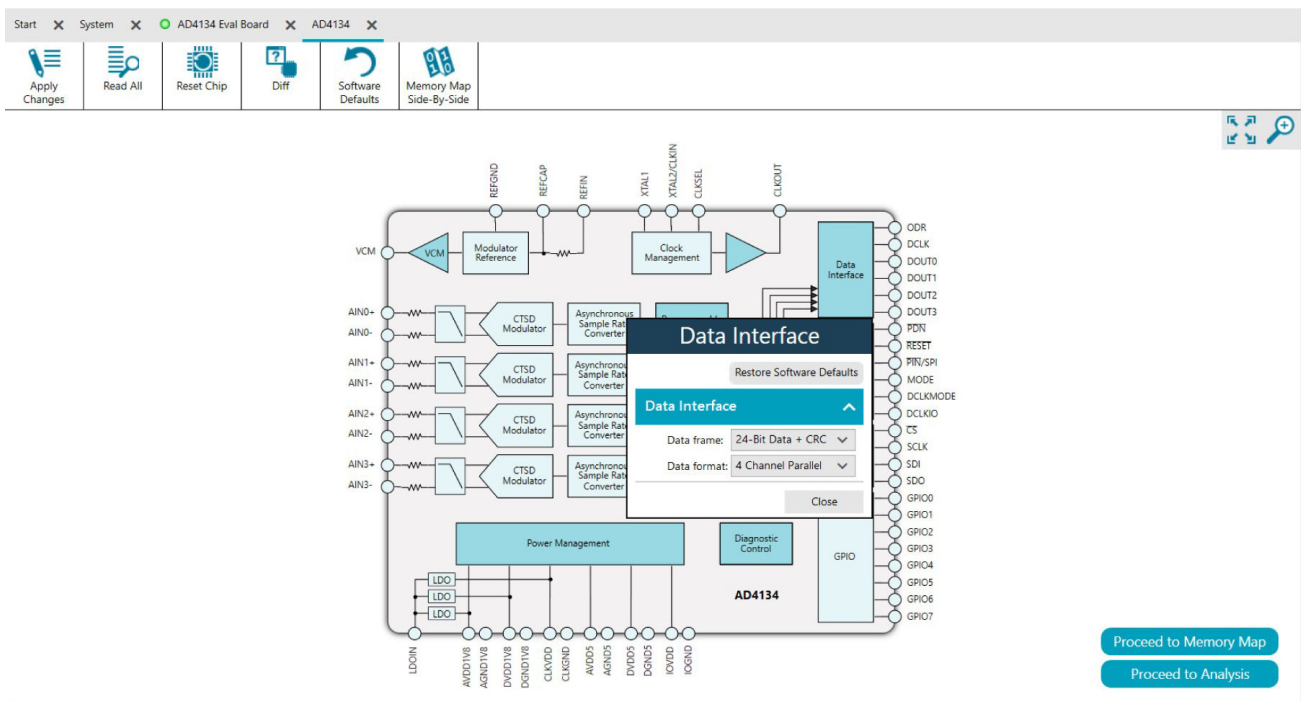 Start
System
AD4134 Eval Board
AD4134
Apply
Changes
Read All
Reset Chip
Diff
Software
Defaults
Memory Map
Side-By-Side
REFGND
REFCAP
REFIN
XTAL1
XTAL2/CLKIN
CLKSEL
CLKOUT
VCM
VCM
Modulator
Reference
Clock
Management
Data
Interface
ODR
DCLK
DOUT0
DOUT1
DOUT2
DOUT3
PDN
RESET
PIN/SPI
MODE
DCLKMODE
DCLKIO
CS
SCLK
SDI
SDO
GPIO0
GPIO1
GPIO2
GPIO3
GPIO4
GPIO5
GPIO6
GPIO7
AIN0+
AIN0-
CTSD
Modulator
Asynchronous
Sample Rate
Converter
AIN1+
AIN1-
CTSD
Modulator
Sample
Converter
AIN2+
AIN2-
CTSD
Modulator
Sample
Converter
AIN3+
AIN3-
CTSD
Modulator
Sample
Converter
Data Interface
Restore Software Defaults
Data Interface
Data frame: 24-Bit Data + CRC
Data format: 4 Channel Parallel
Close
Power Management
Diagnostic
Control
GPIO
LDO
LDO
LDO
AD4134
LDOIN
AVDD1V8
AGND1V8
DVDD1V8
DGND1V8
CLKVDD
CLKGND
AVDD5
AGND5
DVDD5
DGND5
IOVDD
IOGND
Proceed to Memory Map
Proceed to Analysis